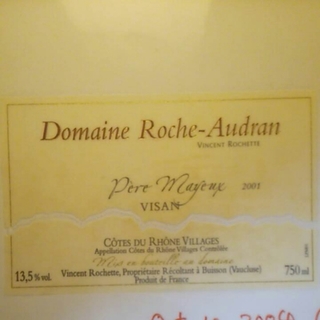 Domaine Roche-Audran
VINCENT ROCHETTE
Père Mayeux 2001
VISAN
CÔTES DU RHÔNE VILLAGES
Appellation Côtes du Rhône Villages Contrôlée
Mis en bouteille au domaine
13,5 % vol. Vincent Rochette, Propriétaire Récoltant à Buisson (Vaucluse) 750 ml
Produit de France